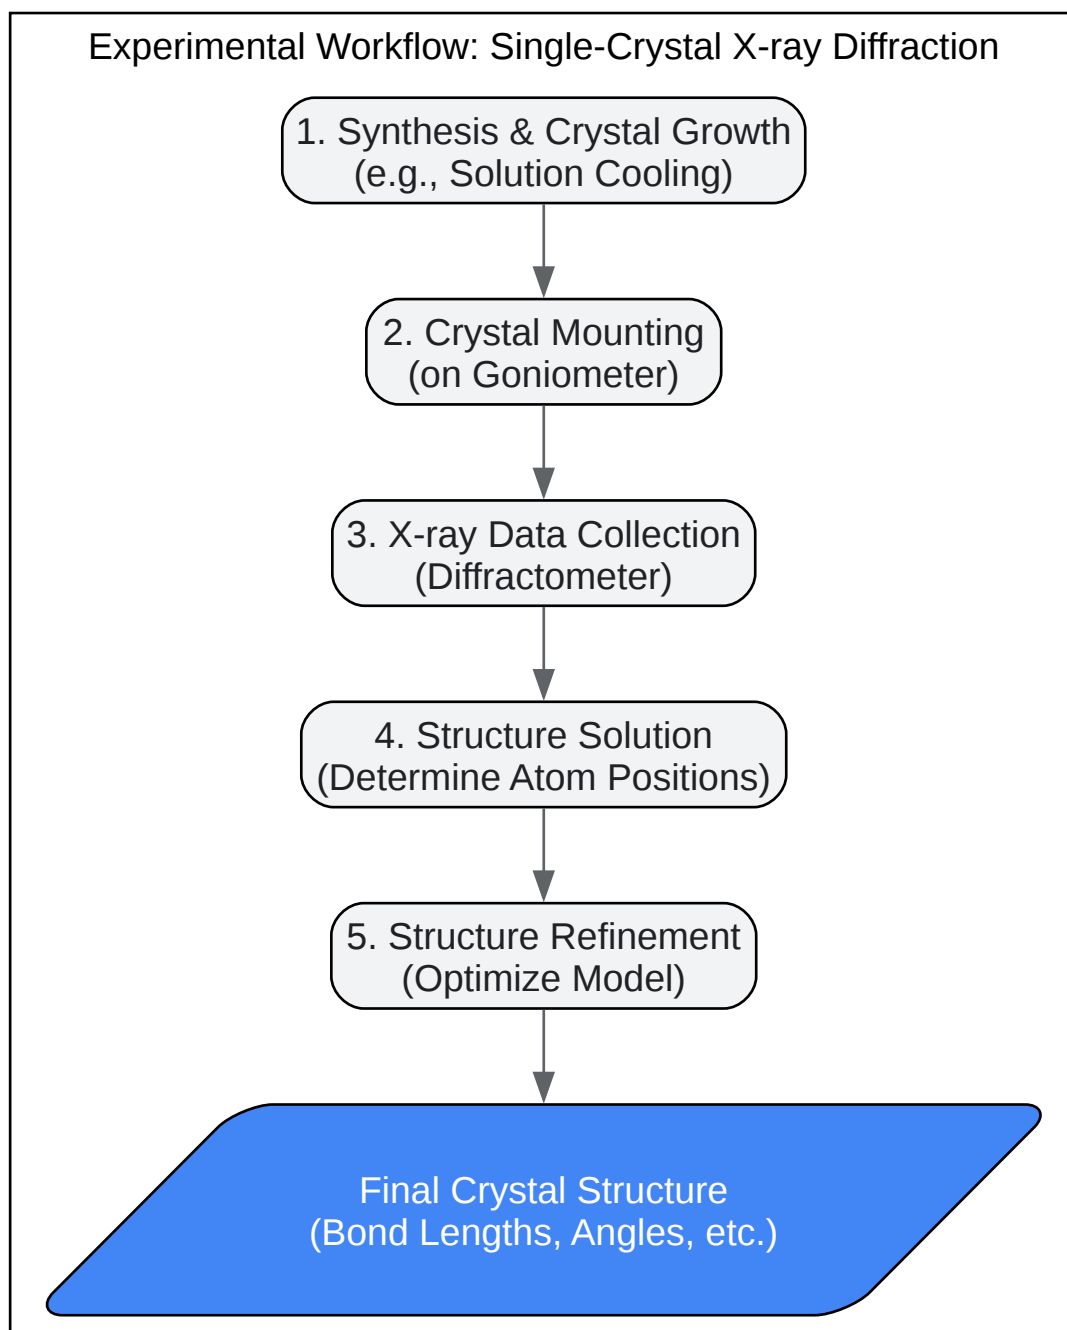 Experimental Workflow: Single-Crystal X-ray Diffraction
1. Synthesis & Crystal Growth
(e.g., Solution Cooling)
2. Crystal Mounting
(on Goniometer)
3. X-ray Data Collection
(Diffractometer)
4. Structure Solution
(Determine Atom Positions)
5. Structure Refinement
(Optimize Model)
Final Crystal Structure
(Bond Lengths, Angles, etc.)